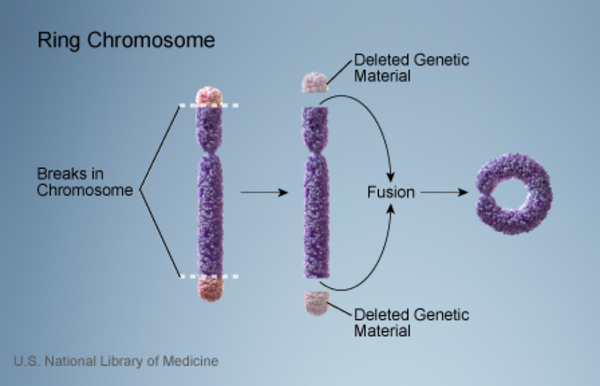 Ring Chromosome
Deleted Genetic
Material
Breaks in
Chromosome
Fusion
Deleted Genetic
Material
U.S. National Library of Medicine